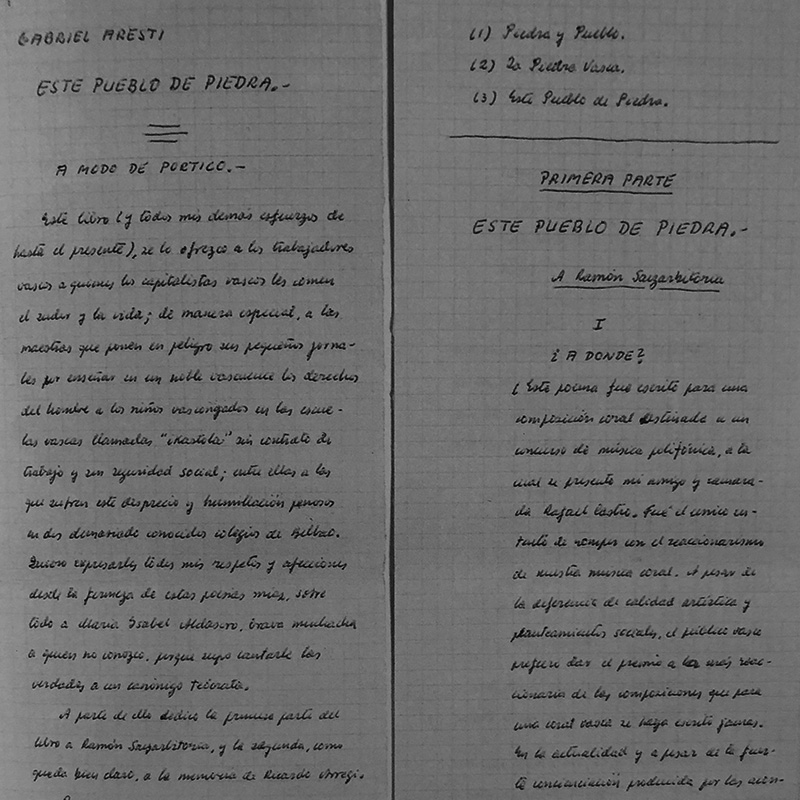 GABRIEL ARESTI
ESTE PUEBLO DE PIEDRA.-
A MODO DE PORTICO.-
Este libro (y todos mis demás esfuerzos de
hasta el presente), se lo ofrezco a los trabajadores
vascos a quienes los capitalistas vascos les comen
el sudor y la vida; de manera especial, a las
maestras que ponen en peligro sus pequeños jorna-
les por enseñar en un noble vascuence los derechos
del hombre a los niños vascongados en las escue-
las vascas llamadas "ikastola" sin contrato de
trabajo y sin seguridad social; entre ellas a las
que sufren este desprecio y humillación penosos
en dos demasiado conocidos colegios de Bilbao.
Quiero expresarles todos mis respetos y afecciones
desde la firmeza de estas poesías mías, sobre
todo a María Isabel Aldasoro, brava muchacha
a quien no conozco, porque supo cantarle las
verdades a un canónigo tecnócrata.
A parte de ello dedico la primera parte del
libro a Ramón Saizarbitoria, y la segunda, como
queda bien claro, a la memoria de Ricardo Arregi.
(1) Piedra y Pueblo.
(2) La Piedra Vasca.
(3) Este Pueblo de Piedra.
PRIMERA PARTE
ESTE PUEBLO DE PIEDRA.-
A Ramón Saizarbitoria
I
¿A DONDE?
(Este poema fué escrito para una
composición coral destinada a un
concurso de música polifónica, a la
cual se presentó mi amigo y camara-
da Rafael Castro. Fué el único in-
tento de romper con el reaccionarismo
de nuestra música coral. A pesar de
la diferencia de calidad artística y
planteamientos sociales, el público vasco
prefirió dar el premio a la más reac-
cionaria de las composiciones que para
una coral vasca se haya escrito jamás.
En la actualidad y a pesar de la fuer-
te concienciación producida por las acon-